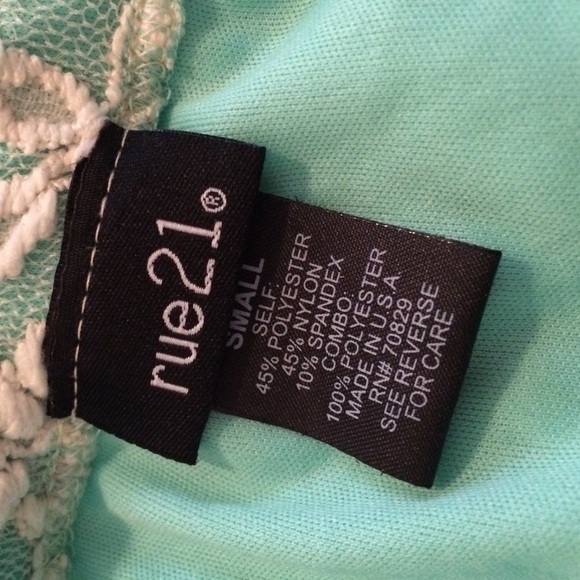 rue21®
SMALL
SELF:
45% POLYESTER
45% NYLON
10% SPANDEX
COMBO:
100% POLYESTER
MADE IN U.S.A.
RN# 70829
SEE REVERSE
FOR CARE